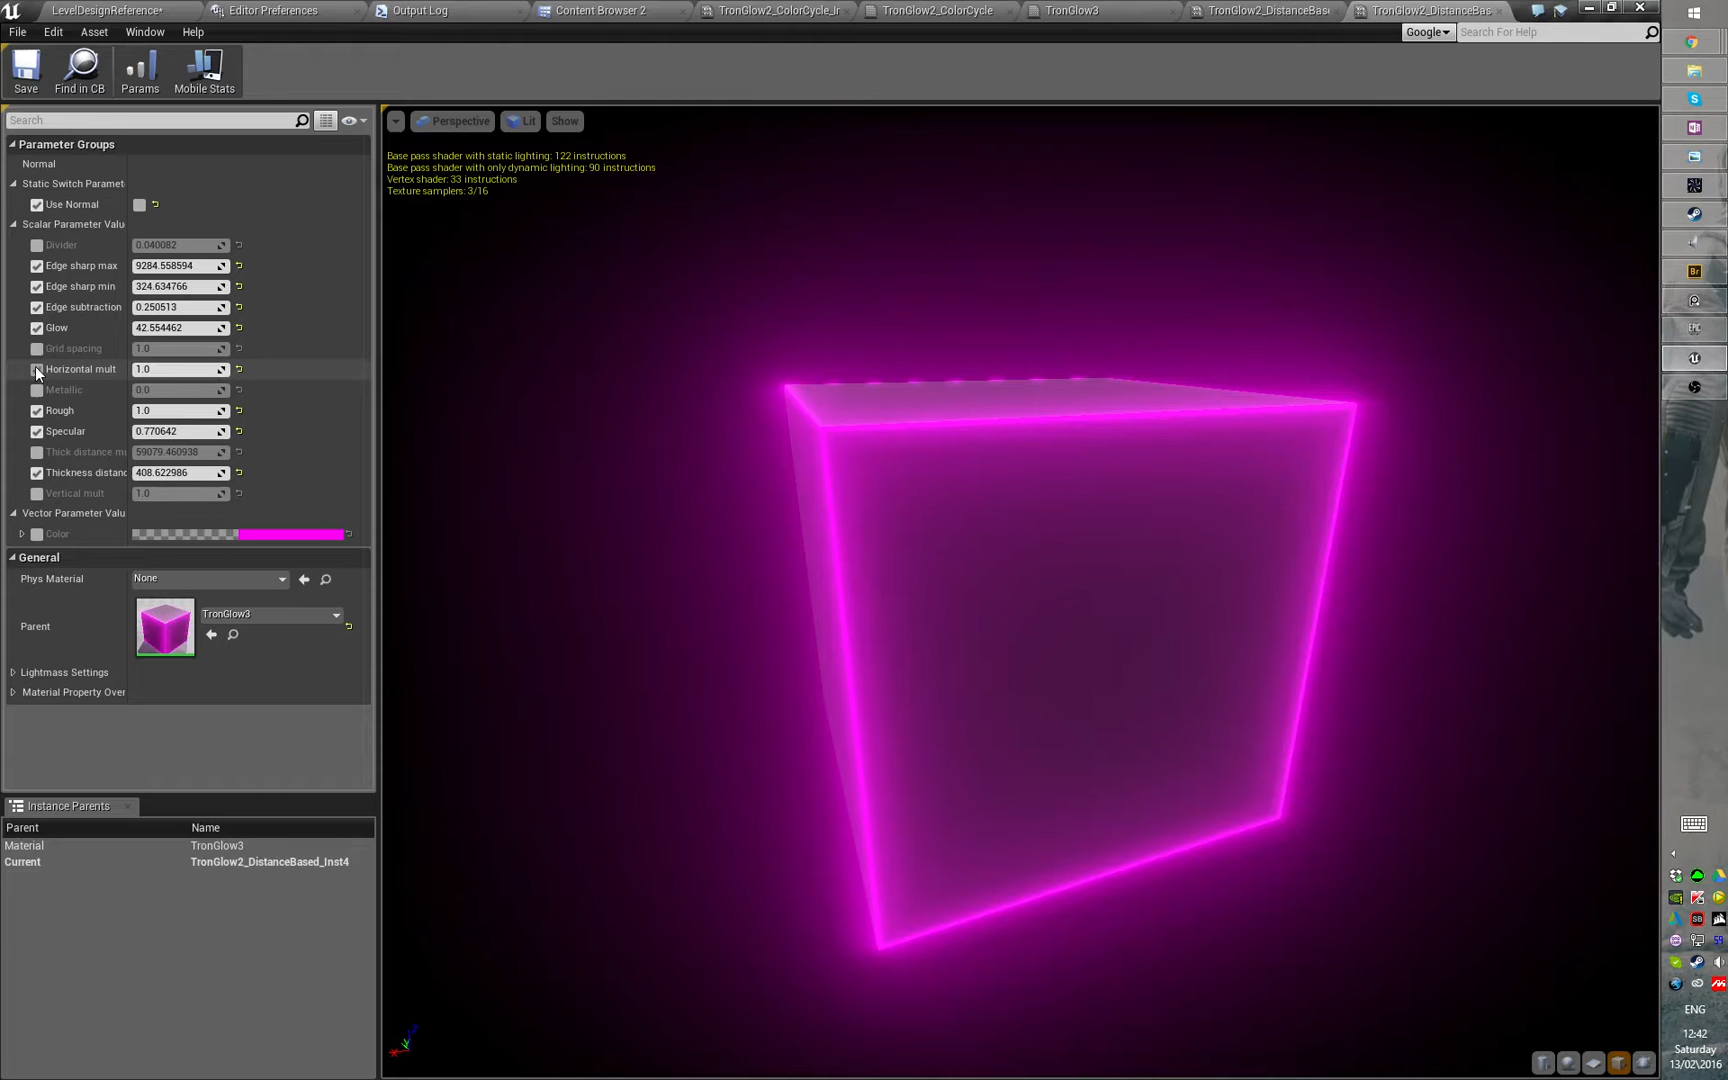 LevelDesignReference*
Editor Preferences
Output Log
Content Browser 2
TronGlow2_ColorCycle_Ir
TronGlow2_ColorCycle
TronGlow3
TronGlow2_DistanceBase
TronGlow2_DistanceBas
File Edit Asset Window Help
Google
Search For Help
Save
Find in CB
Params
Mobile Stats
Search
Parameter Groups
Normal
Static Switch Paramet
Use Normal
Scalar Parameter Valu
Divider 0.040082
Edge sharp max 9284.558594
Edge sharp min 324.634766
Edge subtraction 0.250513
Glow 42.554462
Grid spacing 1.0
Horizontal mult 1.0
Metallic 0.0
Rough 1.0
Specular 0.770642
Thick distance mu 59079.460938
Thickness distanc 408.622986
Vertical mult 1.0
Vector Parameter Valu
Color
General
Phys Material None
TronGlow3
Parent
Lightmass Settings
Material Property Over
Instance Parents
Parent Name
Material TronGlow3
Current TronGlow2_DistanceBased_Inst4
Perspective
Lit
Show
Base pass shader with static lighting: 122 instructions
Base pass shader with only dynamic lighting: 90 instructions
Vertex shader: 33 instructions
Texture samplers: 3/16
Br
EPIC
SB
59
ENG
12:42
Saturday
13/02\2016